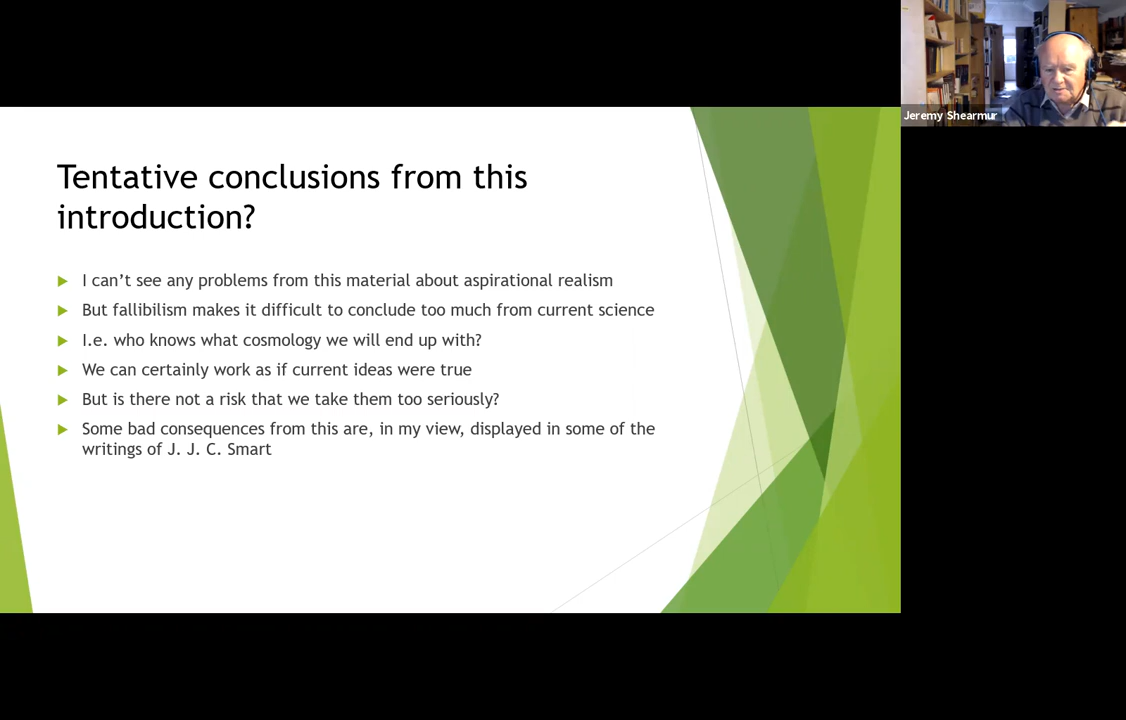 Jeremy Shearmur
Tentative conclusions from this
introduction?
I can't see any problems from this material about aspirational realism
But fallibilism makes it difficult to conclude too much from current science
I.e. who knows what cosmology we will end up with?
We can certainly work as if current ideas were true
But is there not a risk that we take them too seriously?
Some bad consequences from this are, in my view, displayed in some of the
writings of J. J. C. Smart